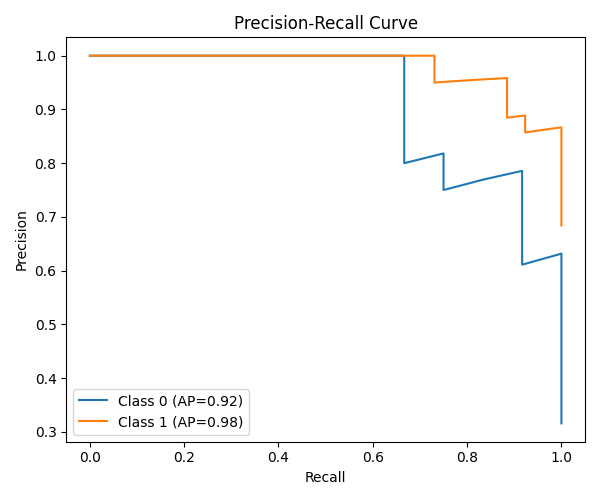 Precision-Recall Curve
1.0
0.9
0.8
0.7
0.6
0.5
0.4
0.3
Precision
Class 0 (AP=0.92)
Class 1 (AP=0.98)
0.0 0.2 0.4 0.6 0.8 1.0
Recall